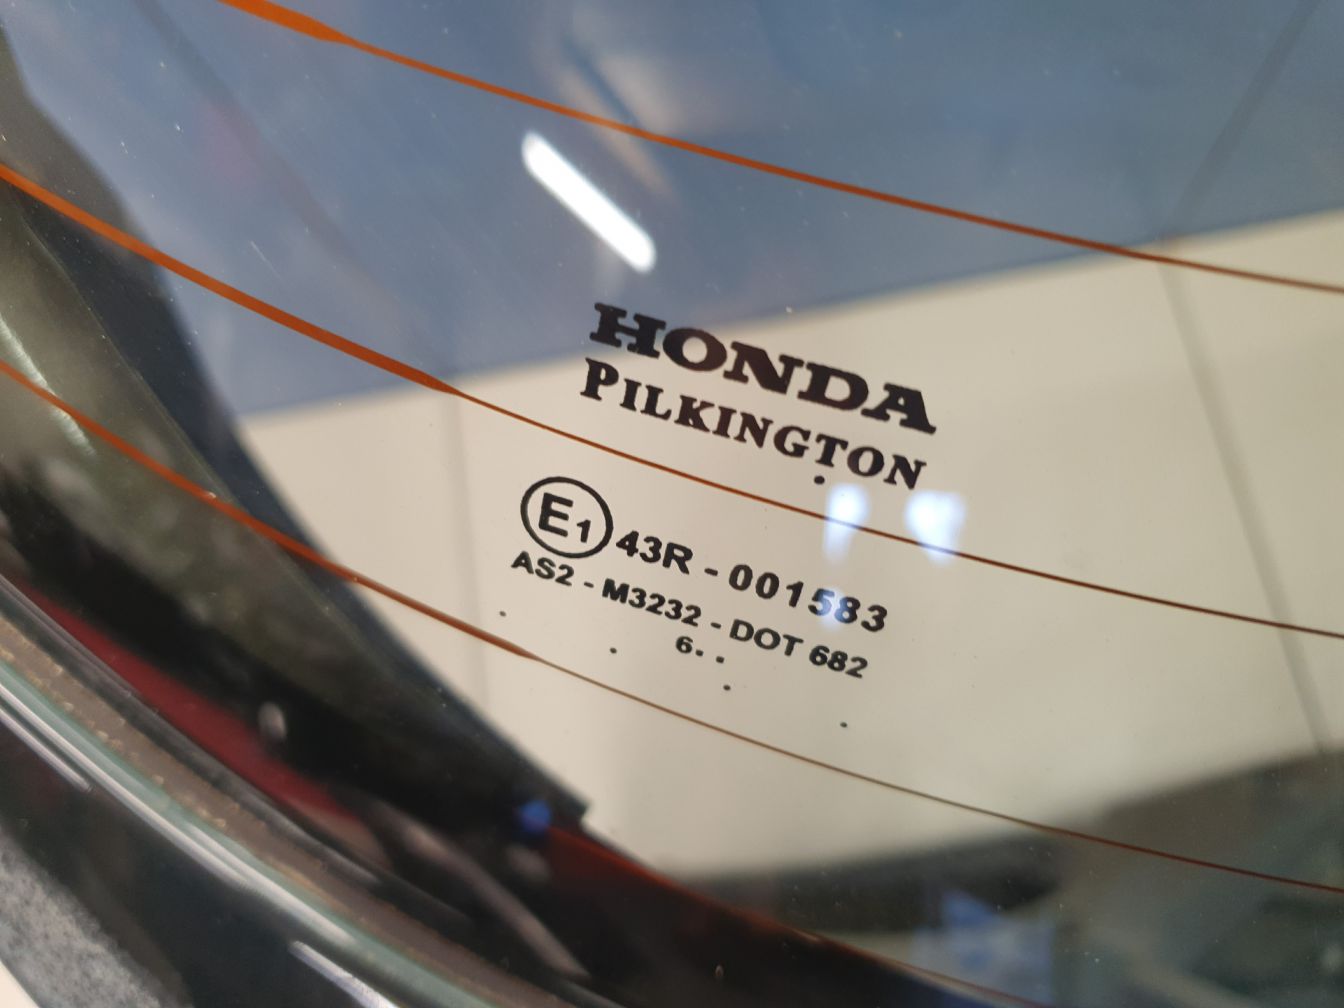 HONDA
PILKINGTON
E1 43R - 001583
AS2 - M3232 - DOT 682
6. .